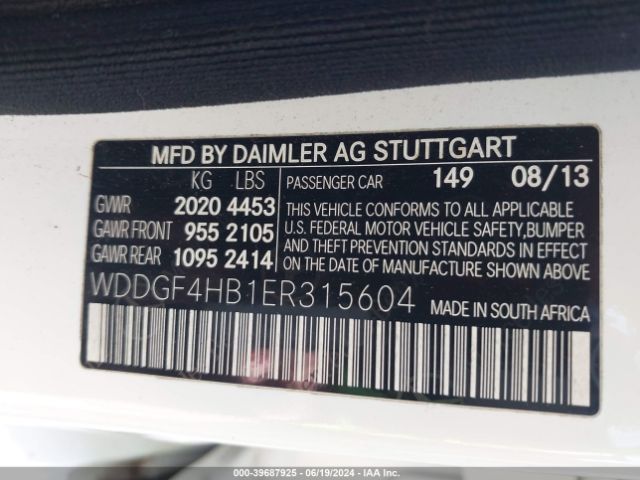 MFD BY DAIMLER AG STUTTGART
KG LBS PASSENGER CAR 149 08/13
GVWR 2020 4453 THIS VEHICLE CONFORMS TO ALL APPLICABLE
GAWR FRONT 955 2105 U.S. FEDERAL MOTOR VEHICLE SAFETY,BUMPER
GAWR REAR 1095 2414 AND THEFT PREVENTION STANDARDS IN EFFECT
ON THE DATE OF MANUFACTURE SHOWN ABOVE
WDDGF4HB1ER315604 MADE IN SOUTH AFRICA
000-39687925 - 06/19/2024 - IAA Inc.